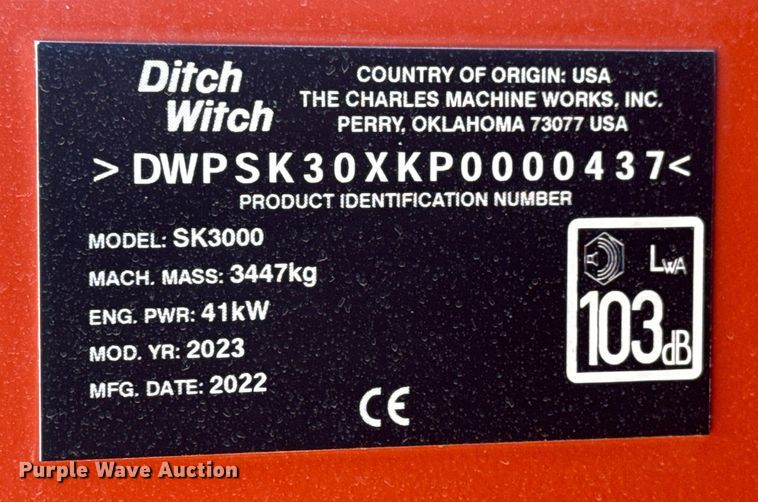 Ditch
Witch
COUNTRY OF ORIGIN: USA
THE CHARLES MACHINE WORKS, INC.
PERRY, OKLAHOMA 73077 USA
>DWPSK30XKP0000437<
PRODUCT IDENTIFICATION NUMBER
MODEL: SK3000
MACH. MASS: 3447kg
ENG. PWR: 41kW
MOD. YR: 2023
MFG. DATE: 2022
LWA
103dB
CE
Purple Wave Auction